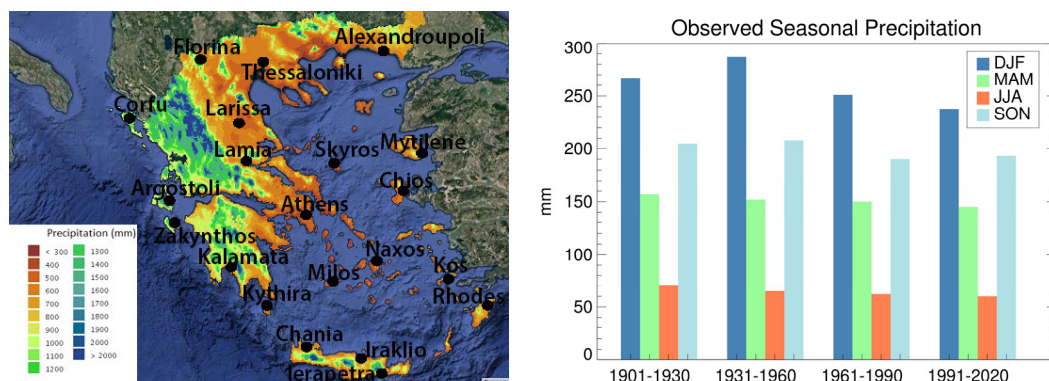 Florina
Alexandroupoli
Thessaloniki
Corfu
Larissa
Lamia
Skyros
Mytilene
Chios
Argostoli
Athens
Zakynthos
Kalamata
Naxos
Milos
Kos
Kythira
Rhodes
Chania
Iraklio
Ierapetra
Precipitation (mm)
< 300
400
500
600
700
800
900
1000
1100
1200
1300
1400
1500
1600
1700
1800
1900
2000
> 2000
Observed Seasonal Precipitation
mm
300
250
200
150
100
50
0
DJF
MAM
JJA
SON
1901-1930
1931-1960
1961-1990
1991-2020